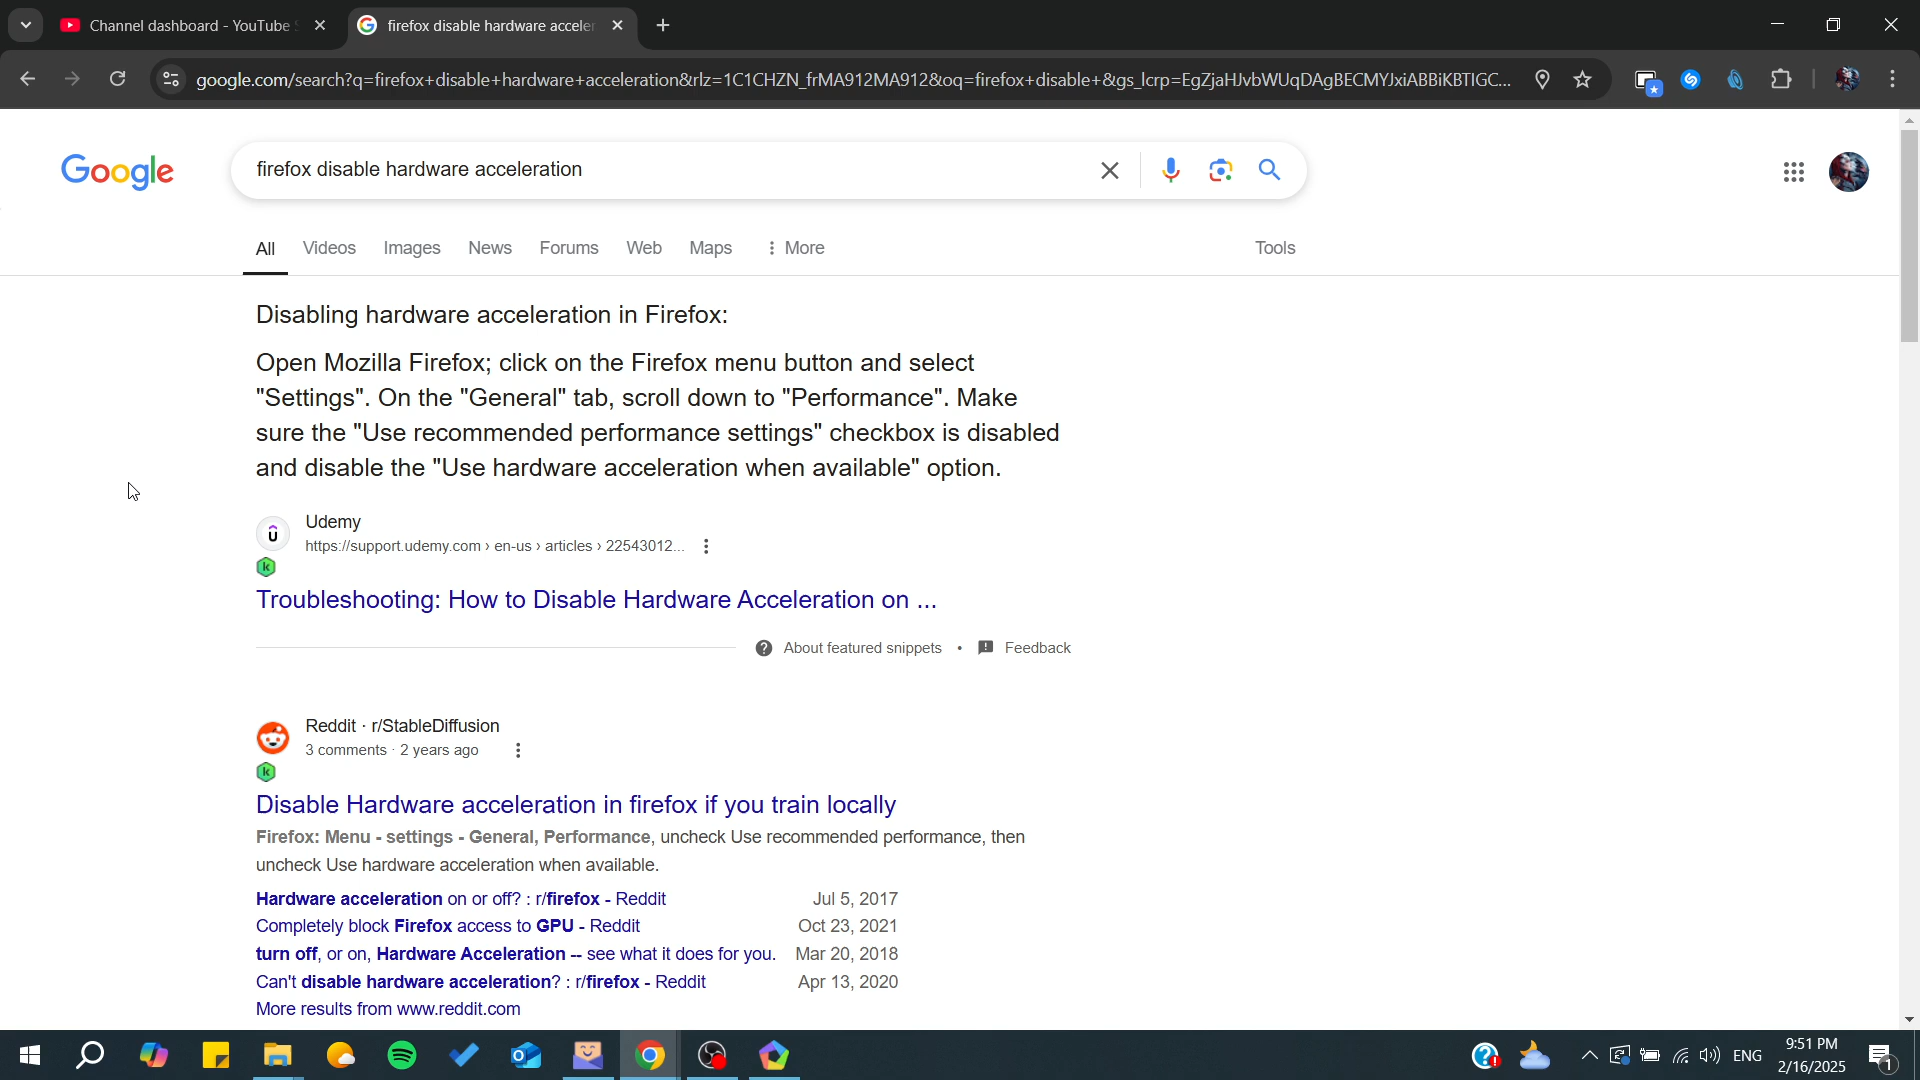 Channel dashboard - YouTube
firefox disable hardware acceler
google.com/search?q=firefox+disable+hardware+acceleration&rlz=1C1CHZN_frMA912MA912&oq=firefox+disable+&gs_lcrp=EgZjaHJvbWUqDAgBECMYJxiABBiKBTIGC...
Google
firefox disable hardware acceleration
All
Videos
Images
News
Forums
Web
Maps
More
Tools
Disabling hardware acceleration in Firefox:
Open Mozilla Firefox; click on the Firefox menu button and select
"Settings". On the "General" tab, scroll down to "Performance". Make
sure the "Use recommended performance settings" checkbox is disabled
and disable the "Use hardware acceleration when available" option.
Udemy
https://support.udemy.com › en-us › articles › 22543012...
Troubleshooting: How to Disable Hardware Acceleration on ...
About featured snippets • Feedback
Reddit · r/StableDiffusion
3 comments · 2 years ago
Disable Hardware acceleration in firefox if you train locally
Firefox: Menu - settings - General, Performance, uncheck Use recommended performance, then
uncheck Use hardware acceleration when available.
Hardware acceleration on or off? : r/firefox - Reddit Jul 5, 2017
Completely block Firefox access to GPU - Reddit Oct 23, 2021
turn off, or on, Hardware Acceleration -- see what it does for you. Mar 20, 2018
Can't disable hardware acceleration? : r/firefox - Reddit Apr 13, 2020
More results from www.reddit.com
ENG
9:51 PM
2/16/2025
1